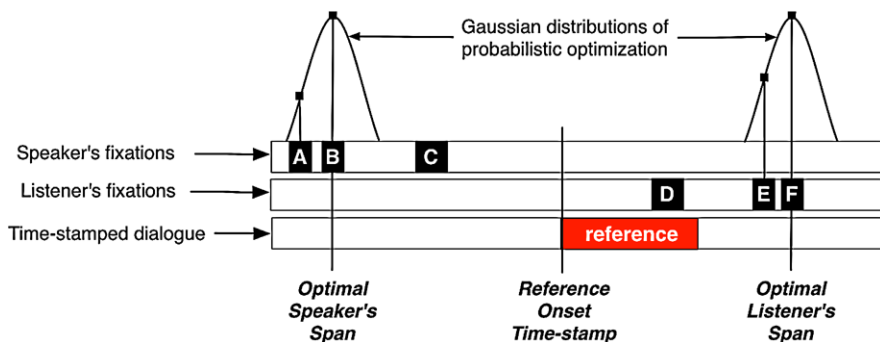 Gaussian distributions of
probabilistic optimization
Speaker's fixations
A B C
Listener's fixations
D E F
Time-stamped dialogue
reference
Optimal
Speaker's
Span
Reference
Onset
Time-stamp
Optimal
Listener's
Span